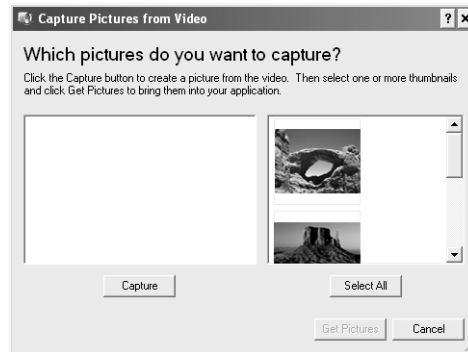 Capture Pictures from Video
Which pictures do you want to capture?
Click the Capture button to create a picture from the video. Then select one or more thumbnails
and click Get Pictures to bring them into your application.
Capture
Select All
Get Pictures
Cancel